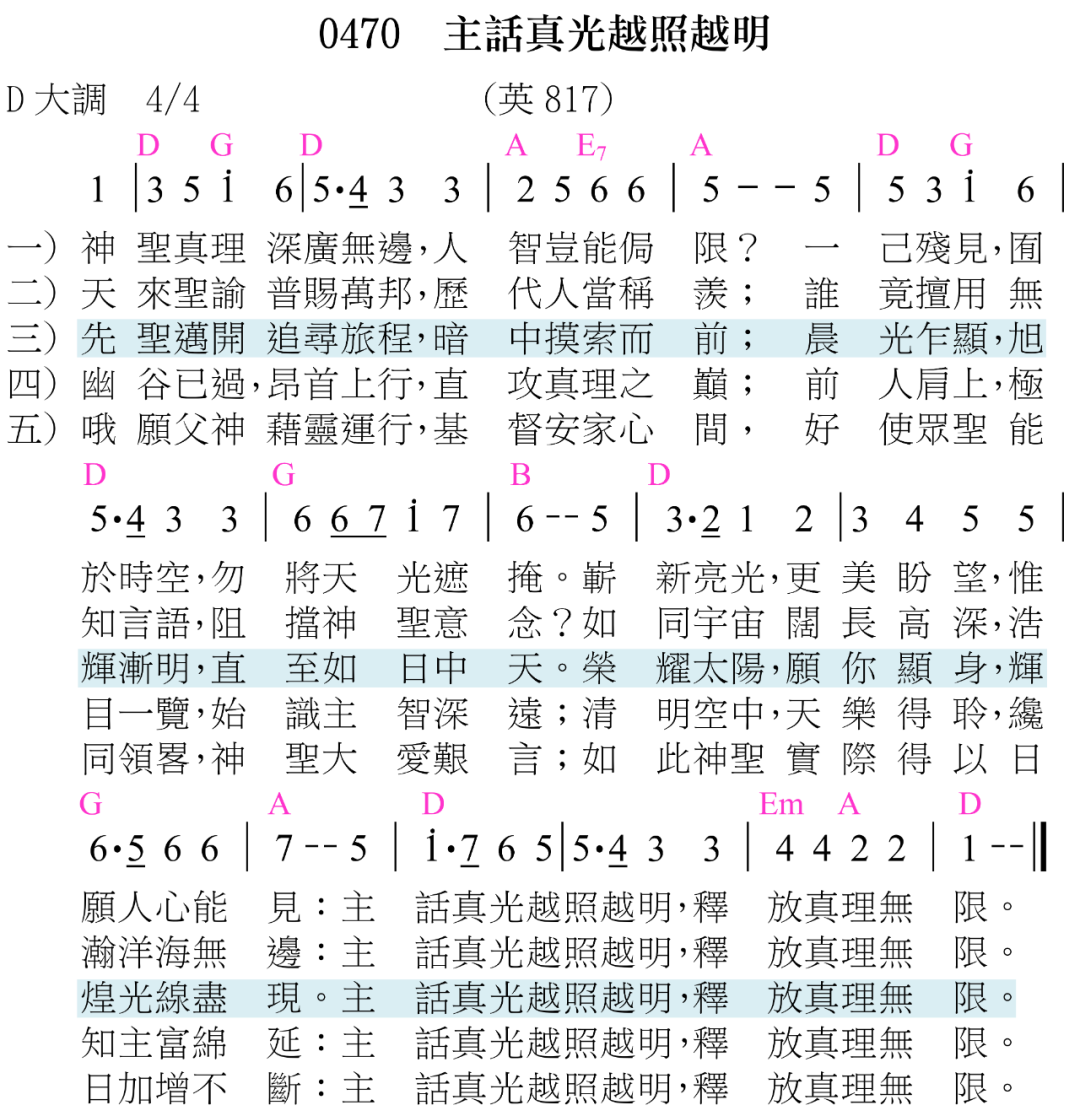 0470 主話真光越照越明
D 大調 4/4 (英 817)
D G D A E7 A D G
1 | 3 5 i 6 | 5·4 3 3 | 2 5 6 6 | 5 - - 5 | 5 3 i 6 |
一) 神 聖真理 深廣無邊,人 智豈能侷 限? 一 己殘見,囿
二) 天 來聖諭 普賜萬邦,歷 代人當稱 羨; 誰 竟擅用 無
三) 先 聖邁開 追尋旅程,暗 中摸索而 前; 晨 光乍顯,旭
四) 幽 谷已過,昂首上行,直 攻真理之 巔; 前 人肩上,極
五) 哦 願父神 藉靈運行,基 督安家心 間, 好 使眾聖 能
D G B D
5·4 3 3 | 6 6 7 i 7 | 6 -- 5 | 3·2 1 2 | 3 4 5 5 |
於時空,勿 將天 光遮 掩。嶄 新亮光,更 美 盼 望,惟
知言語,阻 擋神 聖意 念?如 同宇宙 闊 長 高 深,浩
輝漸明,直 至如 日中 天。榮 耀太陽,願 你 顯 身,輝
目一覽,始 識主 智深 遠;清 明空中,天 樂 得 聆,纔
同領畧,神 聖大 愛艱 言;如 此神聖 實 際 得 以 日
G A D Em A D
6·5 6 6 | 7 -- 5 | i·7 6 5 | 5·4 3 3 | 4 4 2 2 | 1 -- ‖
願人心能 見:主 話真光越照越明,釋 放真理無 限。
瀚洋海無 邊:主 話真光越照越明,釋 放真理無 限。
煌光線盡 現。主 話真光越照越明,釋 放真理無 限。
知主富綿 延:主 話真光越照越明,釋 放真理無 限。
日加增不 斷:主 話真光越照越明,釋 放真理無 限。